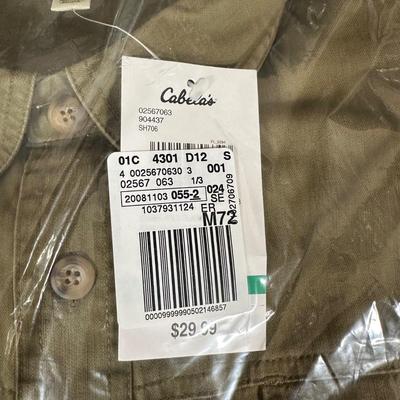 Cabela's
02567063
904437
SH706
01C 4301 D12 S
4 0025670630 3 001
02567 063 1/3
20081103 055-2 024
1037931124 SE
ER
M72
82706709
00009999990502146857
$29.99